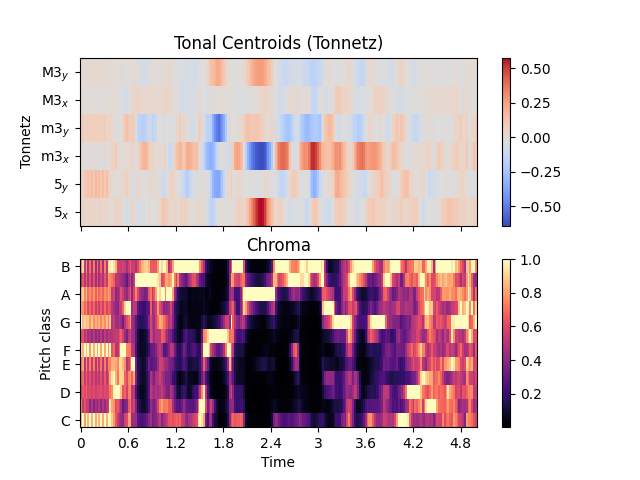 Tonal Centroids (Tonnetz)
M3y
M3x
m3y
m3x
5y
5x
Tonnetz
0.50
0.25
0.00
−0.25
−0.50
Chroma
B
A
G
F
E
D
C
Pitch class
0 0.6 1.2 1.8 2.4 3 3.6 4.2 4.8
Time
1.0
0.8
0.6
0.4
0.2